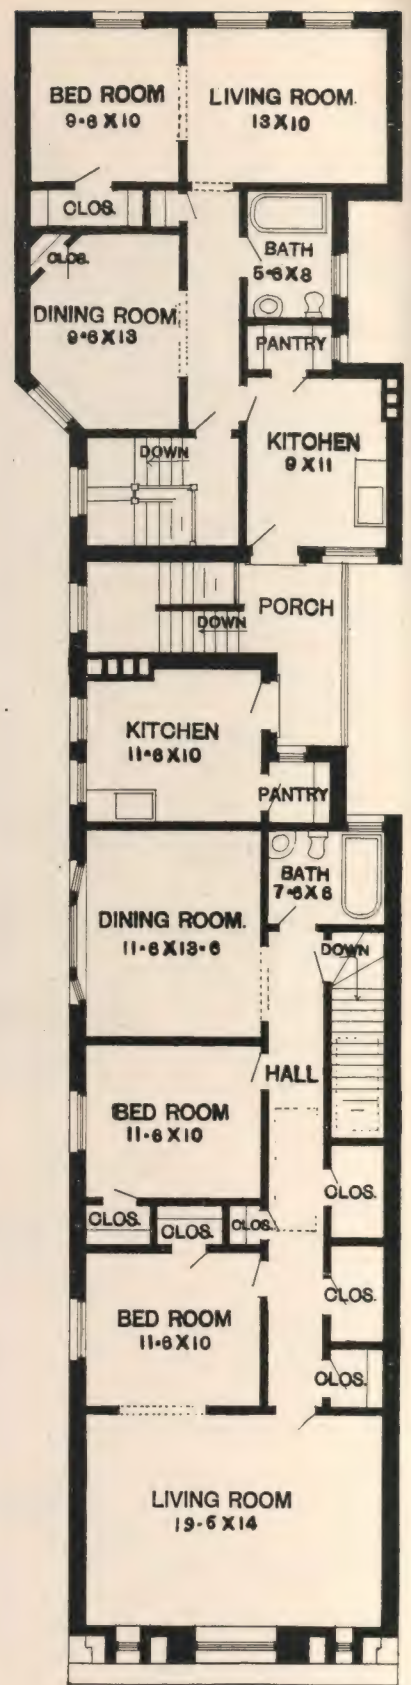 BED ROOM
9-6 X 10
LIVING ROOM.
13 X 10
CLOS.
CLOS.
BATH
5-6 X 8
DINING ROOM
9-6 X 13
PANTRY
KITCHEN
9 X 11
DOWN
PORCH
DOWN
KITCHEN
11-6 X 10
PANTRY
BATH
7-6 X 6
DINING ROOM.
11-6 X 13-6
DOWN
HALL
BED ROOM
11-6 X 10
CLOS.
CLOS.
CLOS.
CLOS.
CLOS.
BED ROOM
11-6 X 10
CLOS.
LIVING ROOM
19-6 X 14